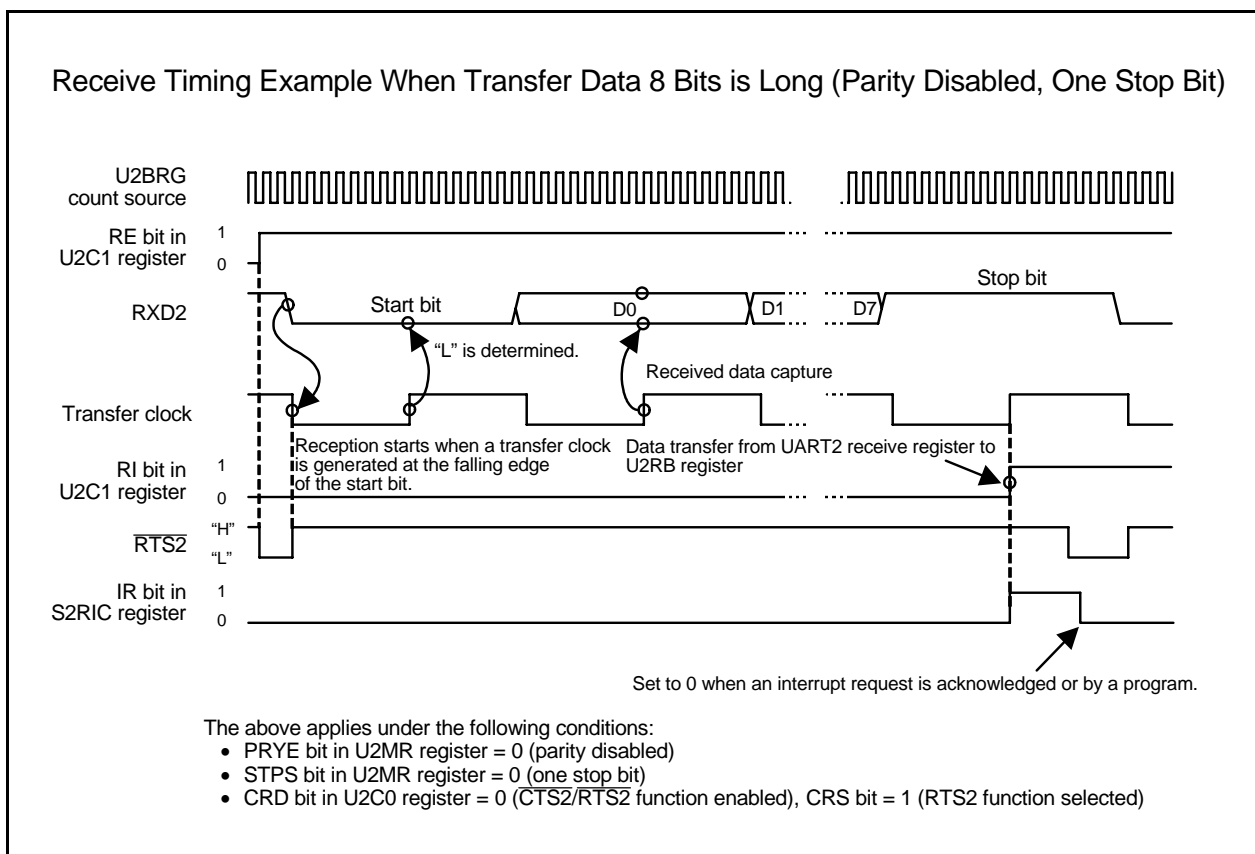 Receive Timing Example When Transfer Data 8 Bits is Long (Parity Disabled, One Stop Bit)
U2BRG
count source
RE bit in
U2C1 register
1
0
RXD2
Start bit
D0
D1
D7
Stop bit
“L” is determined.
Received data capture
Transfer clock
Reception starts when a transfer clock
is generated at the falling edge
of the start bit.
Data transfer from UART2 receive register to
U2RB register
RI bit in
U2C1 register
1
0
RTS2
“H”
“L”
IR bit in
S2RIC register
1
0
Set to 0 when an interrupt request is acknowledged or by a program.
The above applies under the following conditions:
• PRYE bit in U2MR register = 0 (parity disabled)
• STPS bit in U2MR register = 0 (one stop bit)
• CRD bit in U2C0 register = 0 (CTS2/RTS2 function enabled), CRS bit = 1 (RTS2 function selected)